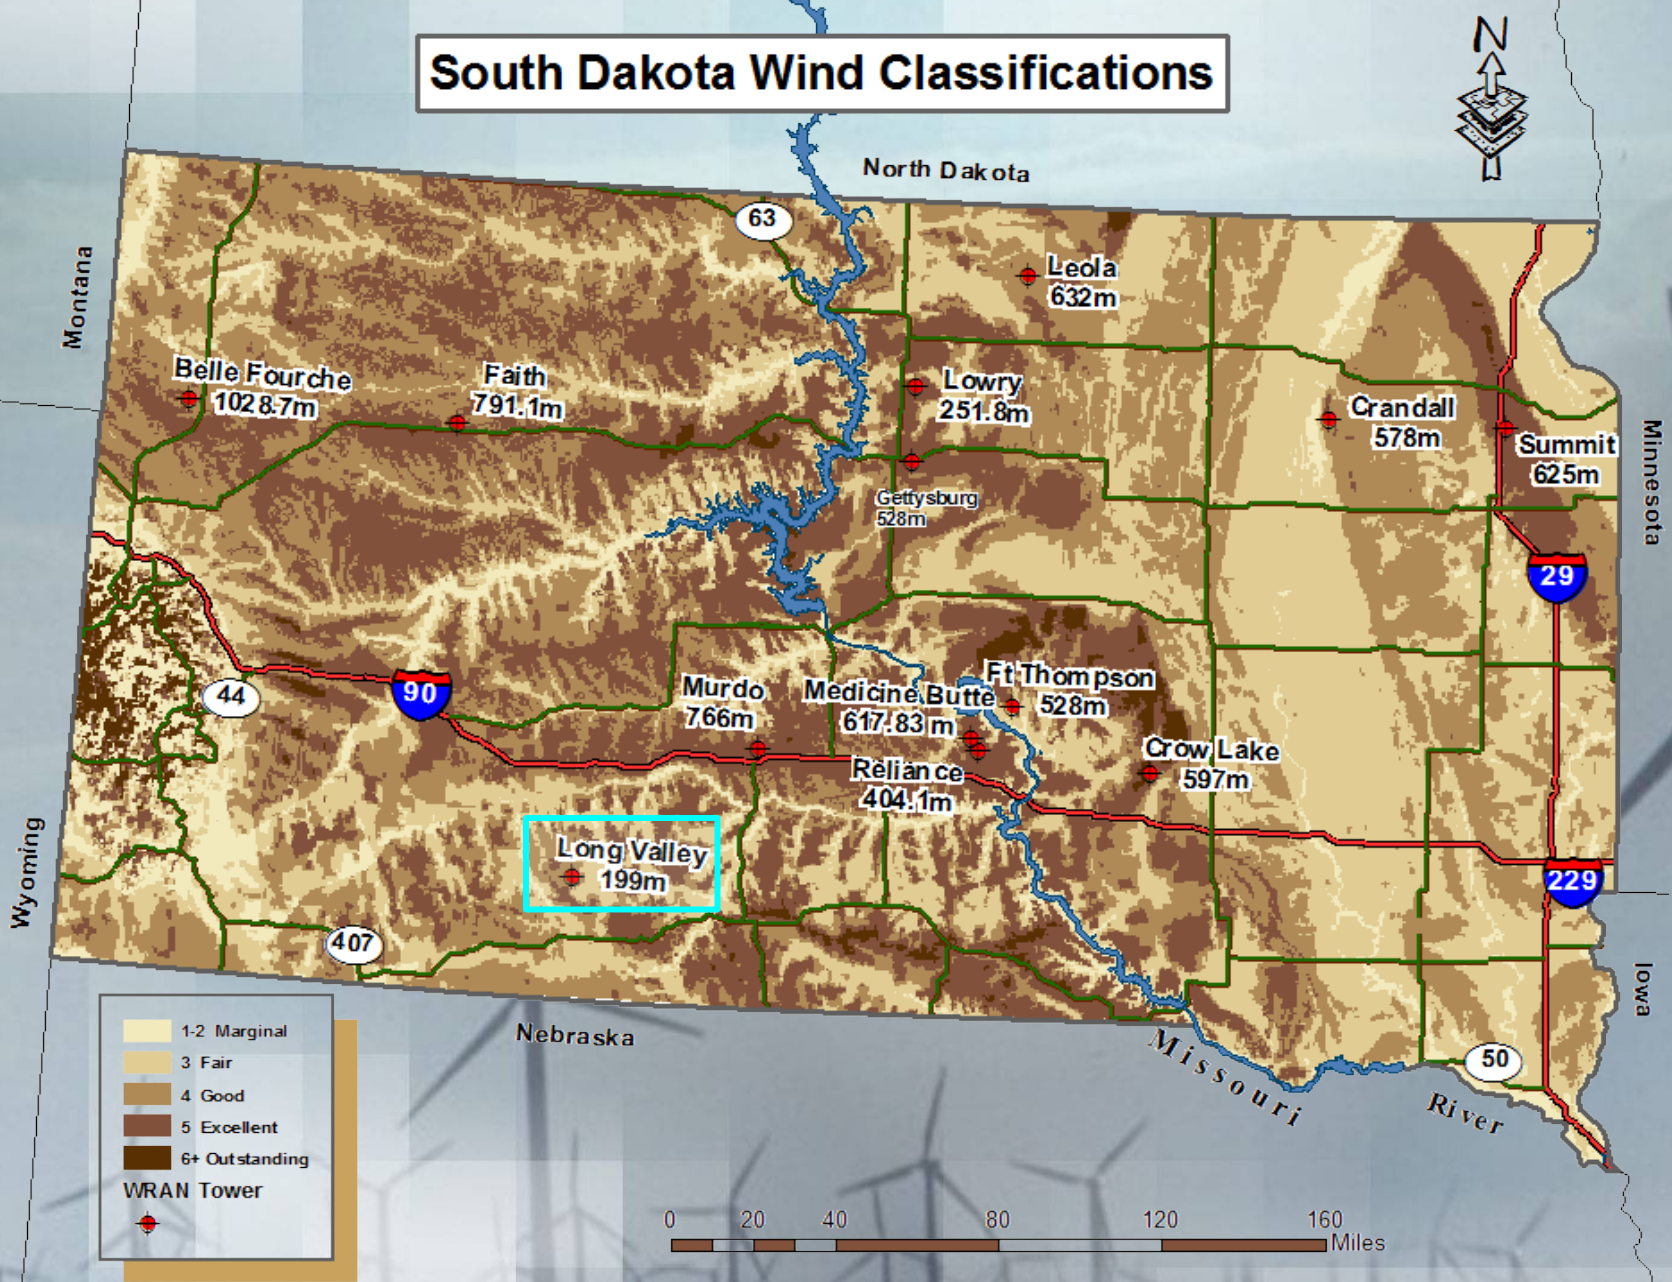 South Dakota Wind Classifications
N
North Dakota
63
Montana
Leola
632m
Belle Fourche
1028.7m
Faith
791.1m
Lowry
251.8m
Crandall
578m
Summit
625m
Minnesota
Gettysburg
528m
29
44
90
Murdo
766m
Medicine Butte
617.83 m
Ft Thompson
528m
Crow Lake
597m
Reliance
404.1m
Long Valley
199m
229
Wyoming
407
Iowa
Nebraska
Missouri River
50
1-2 Marginal
3 Fair
4 Good
5 Excellent
6+ Outstanding
WRAN Tower
0 20 40 80 120 160
Miles